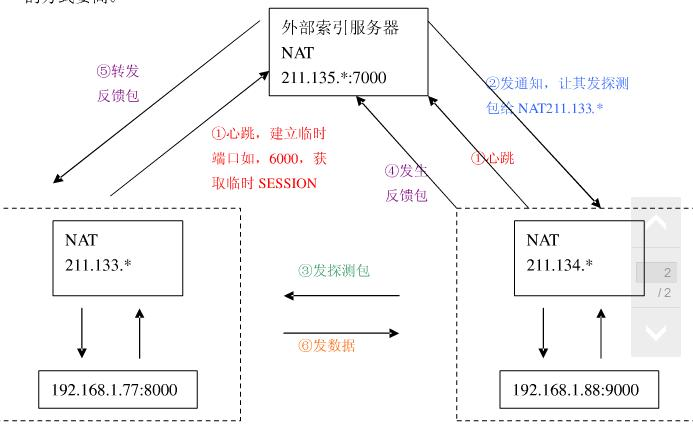 外部索引服务器
NAT
211.135.*:7000
⑤转发
反馈包
②发通知，让其发探测
包给 NAT211.133.*
①心跳，建立临时
端口如，6000，获
取临时 SESSION
④发生
反馈包
①心跳
NAT
211.133.*
NAT
211.134.*
③发探测包
⑥发数据
2
/ 2
192.168.1.77:8000
192.168.1.88:9000